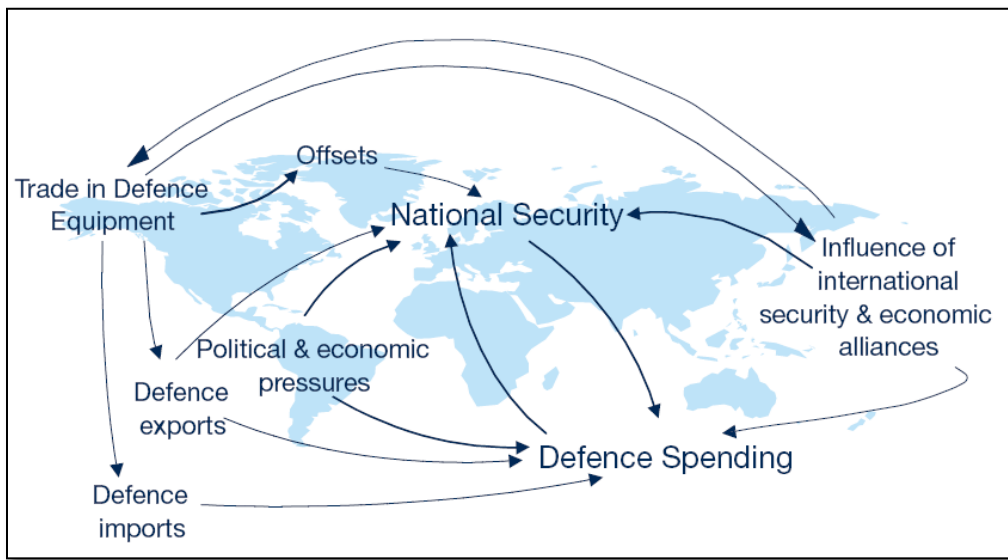 Offsets
Trade in Defence
Equipment
National Security
Influence of
international
security & economic
alliances
Political & economic
pressures
Defence
exports
Defence Spending
Defence
imports